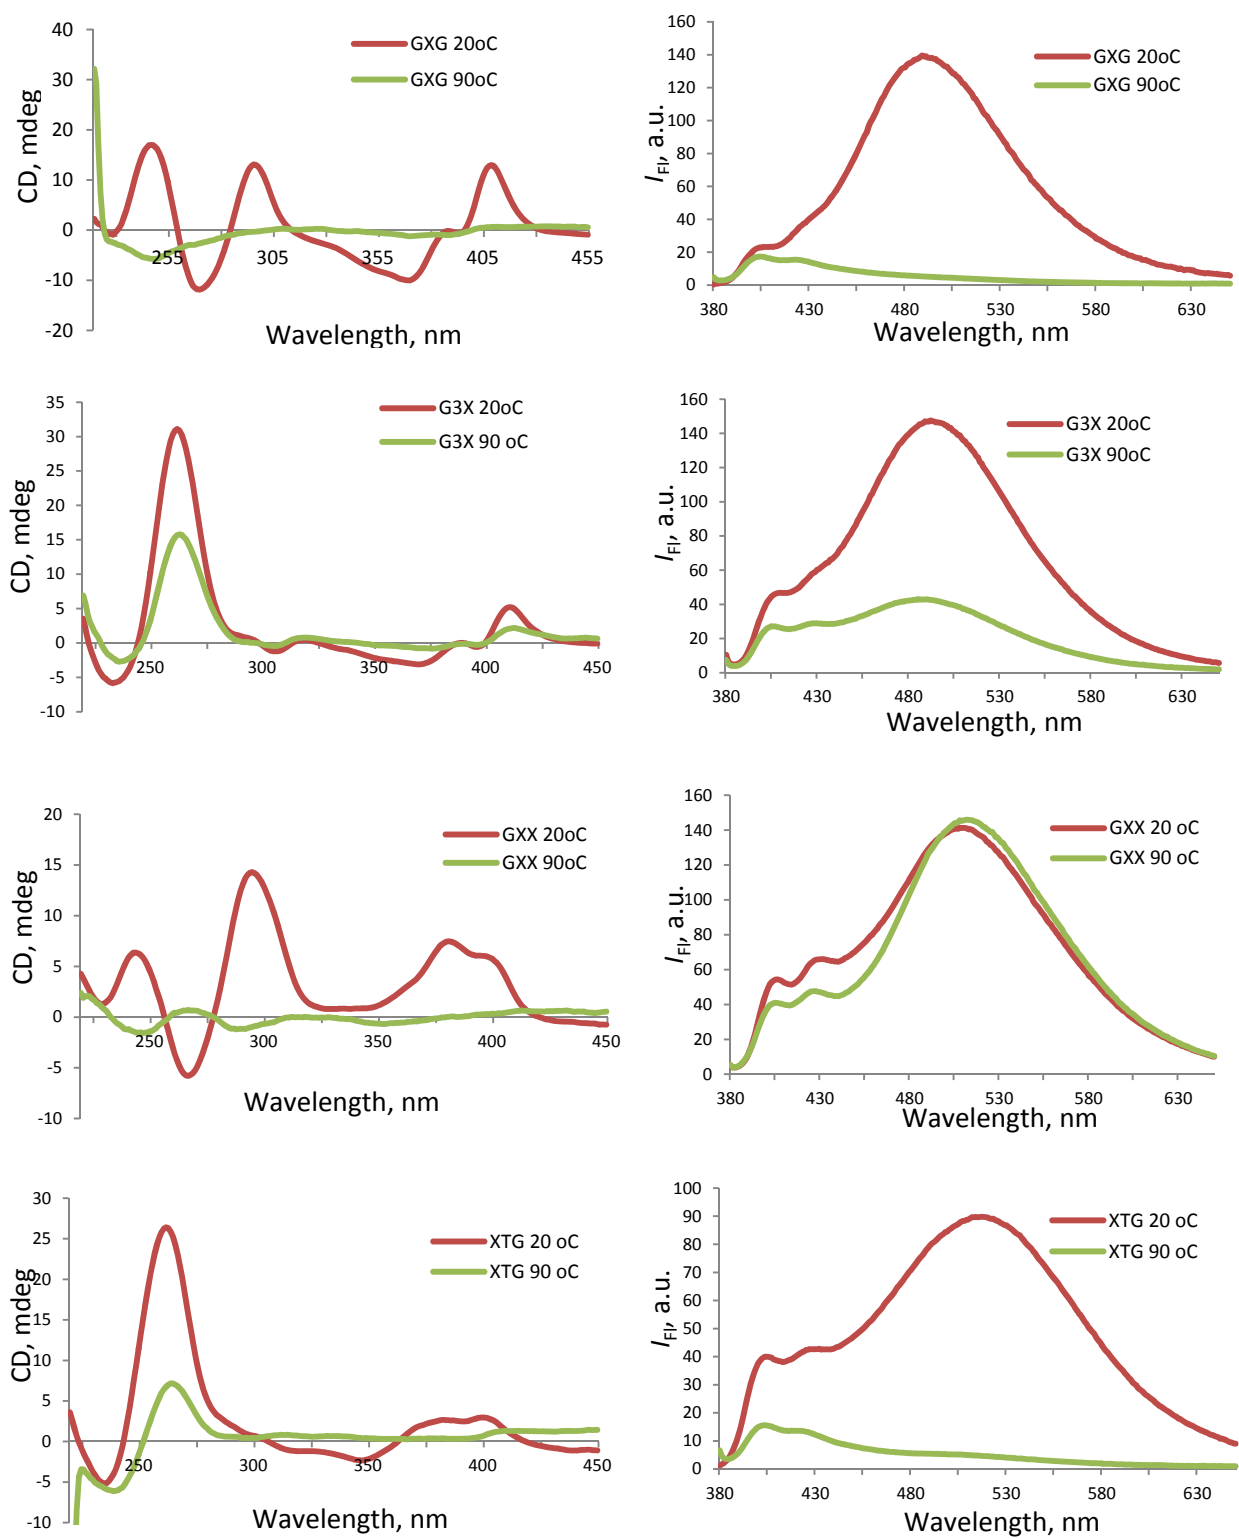 40
30
20
10
0
-10
-20
CD, mdeg
GXG 20oC
GXG 90oC
255 305 355 405 455
Wavelength, nm
160
140
120
100
80
60
40
20
0
I_Fl, a.u.
GXG 20oC
GXG 90oC
380 430 480 530 580 630
Wavelength, nm
35
30
25
20
15
10
5
0
-5
-10
CD, mdeg
G3X 20oC
G3X 90 oC
250 300 350 400 450
Wavelength, nm
160
140
120
100
80
60
40
20
0
I_Fl, a.u.
G3X 20oC
G3X 90oC
380 430 480 530 580 630
Wavelength, nm
20
15
10
5
0
-5
-10
CD, mdeg
GXX 20oC
GXX 90oC
250 300 350 400 450
Wavelength, nm
160
140
120
100
80
60
40
20
0
I_Fl, a.u.
GXX 20 oC
GXX 90 oC
380 430 480 530 580 630
Wavelength, nm
30
25
20
15
10
5
0
-5
-10
CD, mdeg
XTG 20 oC
XTG 90 oC
250 300 350 400 450
Wavelength, nm
100
90
80
70
60
50
40
30
20
10
0
I_Fl, a.u.
XTG 20 oC
XTG 90 oC
380 430 480 530 580 630
Wavelength, nm